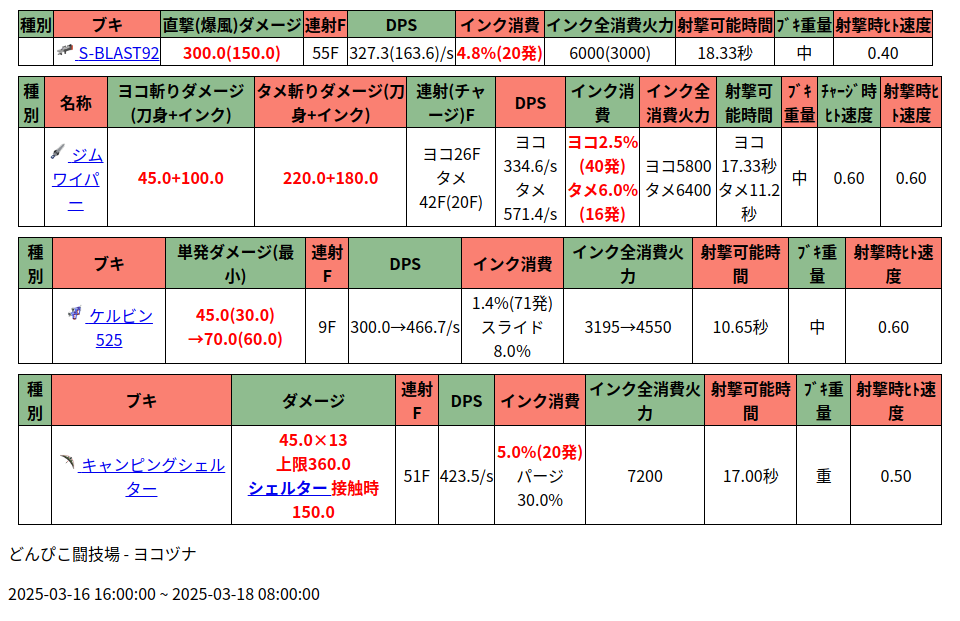 種別 ブキ 直撃(爆風)ダメージ 連射F DPS インク消費 インク全消費火力 射撃可能時間 ﾌﾞｷ重量 射撃時ﾋﾄ速度
S-BLAST92 300.0(150.0) 55F 327.3(163.6)/s 4.8%(20発) 6000(3000) 18.33秒 中 0.40
種 ヨコ斬りダメージ タメ斬りダメージ(刀 連射(チャ インク消 インク全 射撃可 ﾌﾞｷ ﾁｬｰｼﾞ時 射撃時ﾋ
別 名称 (刀身+インク) 身+インク) ージ)F DPS 費 消費火力 能時間 重量 ﾋﾄ速度 ﾄ速度
ジム
ワイパ
ー
45.0+100.0 220.0+180.0
ヨコ26F
タメ
42F(20F)
ヨコ
334.6/s
タメ
571.4/s
ヨコ2.5%
(40発)
タメ6.0%
(16発)
ヨコ5800
タメ6400
ヨコ
17.33秒
タメ11.2
秒
中 0.60 0.60
種 ブキ 単発ダメージ(最 連射 DPS インク消費 インク全消費火 射撃可能時 ﾌﾞｷ重 射撃時ﾋﾄ速
別 小) F 力 間 量 度
ケルビン
525
45.0(30.0)
→70.0(60.0)
9F 300.0→466.7/s
1.4%(71発)
スライド
8.0%
3195→4550 10.65秒 中 0.60
種 ブキ ダメージ 連射 DPS インク消費 インク全消費火 射撃可能時 ﾌﾞｷ重 射撃時ﾋﾄ速
別 F 力 間 量 度
キャンピングシェル
ター
45.0×13
上限360.0
シェルター 接触時
150.0
51F 423.5/s
5.0%(20発)
パージ
30.0%
7200 17.00秒 重 0.50
どんぴこ闘技場 - ヨコヅナ
2025-03-16 16:00:00 ~ 2025-03-18 08:00:00